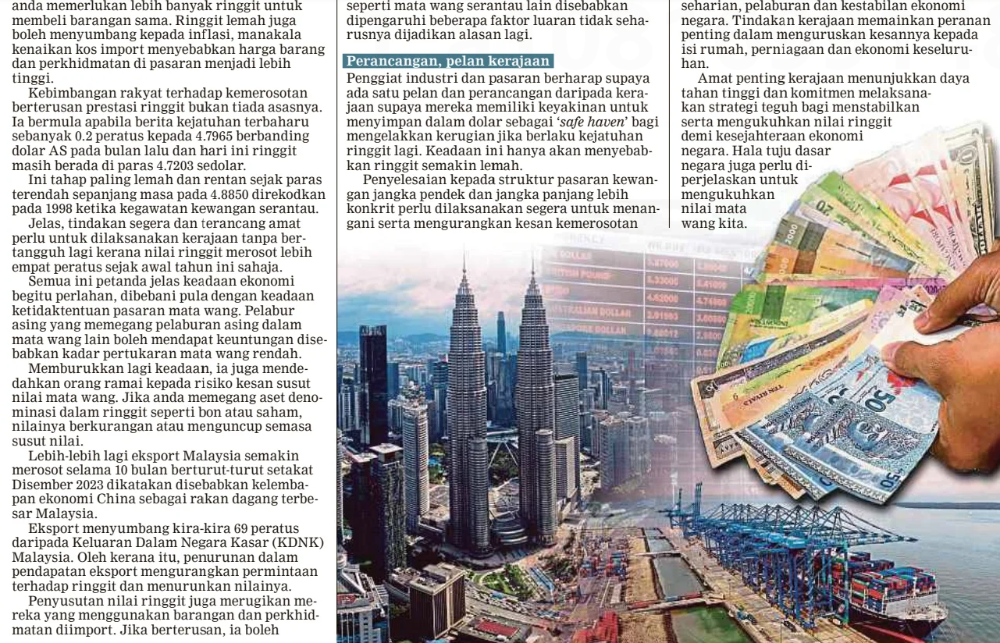 anda memerlukan lebih banyak ringgit untuk
membeli barangan sama. Ringgit lemah juga
boleh menyumbang kepada inflasi, manakala
kenaikan kos import menyebabkan harga barang
dan perkhidmatan di pasaran menjadi lebih
tinggi.
Kebimbangan rakyat terhadap kemerosotan
berterusan prestasi ringgit bukan tiada asasnya.
Ia bermula apabila berita kejatuhan terbaharu
sebanyak 0.2 peratus kepada 4.7965 berbanding
dolar AS pada bulan lalu dan hari ini ringgit
masih berada di paras 4.7203 sedolar.
Ini tahap paling lemah dan rentan sejak paras
terendah sepanjang masa pada 4.8850 direkodkan
pada 1998 ketika kegawatan kewangan serantau.
Jelas, tindakan segera dan terancang amat
perlu untuk dilaksanakan kerajaan tanpa ber-
tangguh lagi kerana nilai ringgit merosot lebih
empat peratus sejak awal tahun ini sahaja.
Semua ini petanda jelas keadaan ekonomi
begitu perlahan, dibebani pula dengan keadaan
ketidaktentuan pasaran mata wang. Pelabur
asing yang memegang pelaburan asing dalam
mata wang lain boleh mendapat keuntungan dise-
babkan kadar pertukaran mata wang rendah.
Memburukkan lagi keadaan, ia juga mende-
dahkan orang ramai kepada risiko kesan susut
nilai mata wang. Jika anda memegang aset deno-
minasi dalam ringgit seperti bon atau saham,
nilainya berkurangan atau menguncup semasa
susut nilai.
Lebih-lebih lagi eksport Malaysia semakin
merosot selama 10 bulan berturut-turut setakat
Disember 2023 dikatakan disebabkan kelemba-
pan ekonomi China sebagai rakan dagang terbe-
sar Malaysia.
Eksport menyumbang kira-kira 69 peratus
daripada Keluaran Dalam Negara Kasar (KDNK)
Malaysia. Oleh kerana itu, penurunan dalam
pendapatan eksport mengurangkan permintaan
terhadap ringgit dan menurunkan nilainya.
Penyusutan nilai ringgit juga merugikan me-
reka yang menggunakan barangan dan perkhid-
matan diimport. Jika berterusan, ia boleh
seperti mata wang serantau lain disebabkan
dipengaruhi beberapa faktor luaran tidak seha-
rusnya dijadikan alasan lagi.
Perancangan, pelan kerajaan
Penggiat industri dan pasaran berharap supaya
ada satu pelan dan perancangan daripada kera-
jaan supaya mereka memiliki keyakinan untuk
menyimpan dalam dolar sebagai ‘safe haven’ bagi
mengelakkan kerugian jika berlaku kejatuhan
ringgit lagi. Keadaan ini hanya akan menyebab-
kan ringgit semakin lemah.
Penyelesaian kepada struktur pasaran kewan-
gan jangka pendek dan jangka panjang lebih
konkrit perlu dilaksanakan segera untuk menan-
gani serta mengurangkan kesan kemerosotan
seharian, pelaburan dan kestabilan ekonomi
negara. Tindakan kerajaan memainkan peranan
penting dalam menguruskan kesannya kepada
isi rumah, perniagaan dan ekonomi keseluru-
han.
Amat penting kerajaan menunjukkan daya
tahan tinggi dan komitmen melaksana-
kan strategi teguh bagi menstabilkan
serta mengukuhkan nilai ringgit
demi kesejahteraan ekonomi
negara. Hala tuju dasar
negara juga perlu di-
perjelaskan untuk
mengukuhkan
nilai mata
wang kita.
DOLLAR
POUND
DOLLAR
DOLLAR
20
TEN RIYALS
50
50